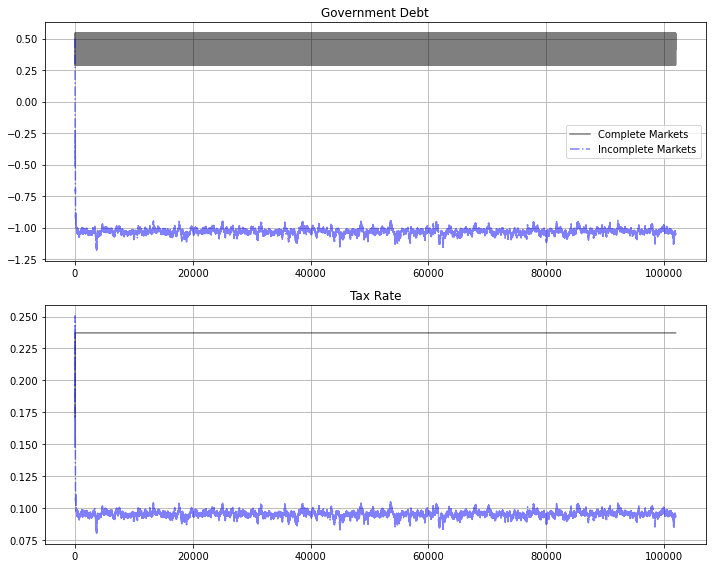 Government Debt
0.50
0.25
0.00
−0.25
−0.50
−0.75
−1.00
−1.25
Complete Markets
Incomplete Markets
0 20000 40000 60000 80000 100000
Tax Rate
0.250
0.225
0.200
0.175
0.150
0.125
0.100
0.075
0 20000 40000 60000 80000 100000